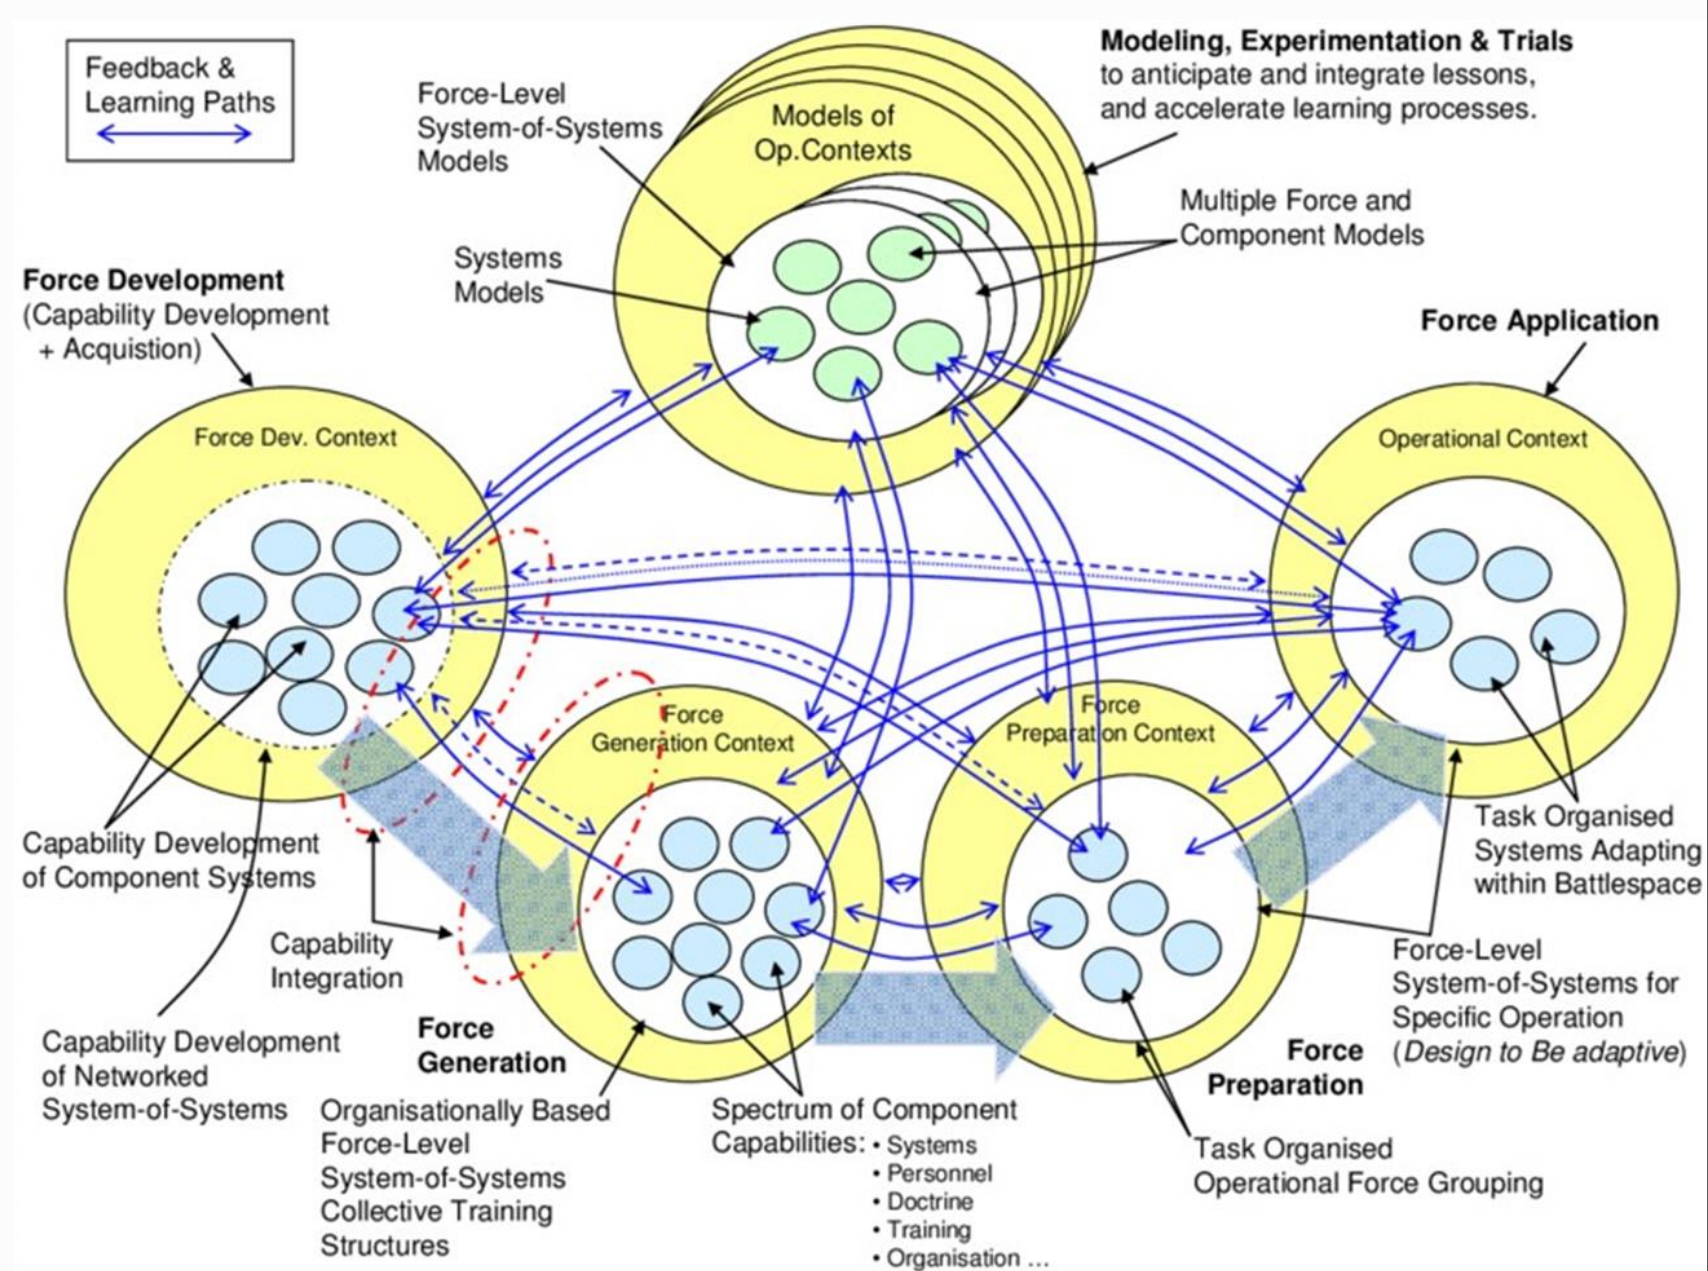 Feedback &
Learning Paths
Force-Level
System-of-Systems
Models
Models of
Op.Contexts
Modeling, Experimentation & Trials
to anticipate and integrate lessons,
and accelerate learning processes.
Multiple Force and
Component Models
Systems
Models
Force Development
(Capability Development
+ Acquistion)
Force Application
Force Dev. Context
Operational Context
Force
Generation Context
Force
Preparation Context
Capability Development
of Component Systems
Task Organised
Systems Adapting
within Battlespace
Capability
Integration
Force-Level
System-of-Systems for
Specific Operation
(Design to Be adaptive)
Capability Development
of Networked
System-of-Systems
Force
Generation
Force
Preparation
Organisationally Based
Force-Level
System-of-Systems
Collective Training
Structures
Spectrum of Component
Capabilities: • Systems
• Personnel
• Doctrine
• Training
• Organisation ...
Task Organised
Operational Force Grouping